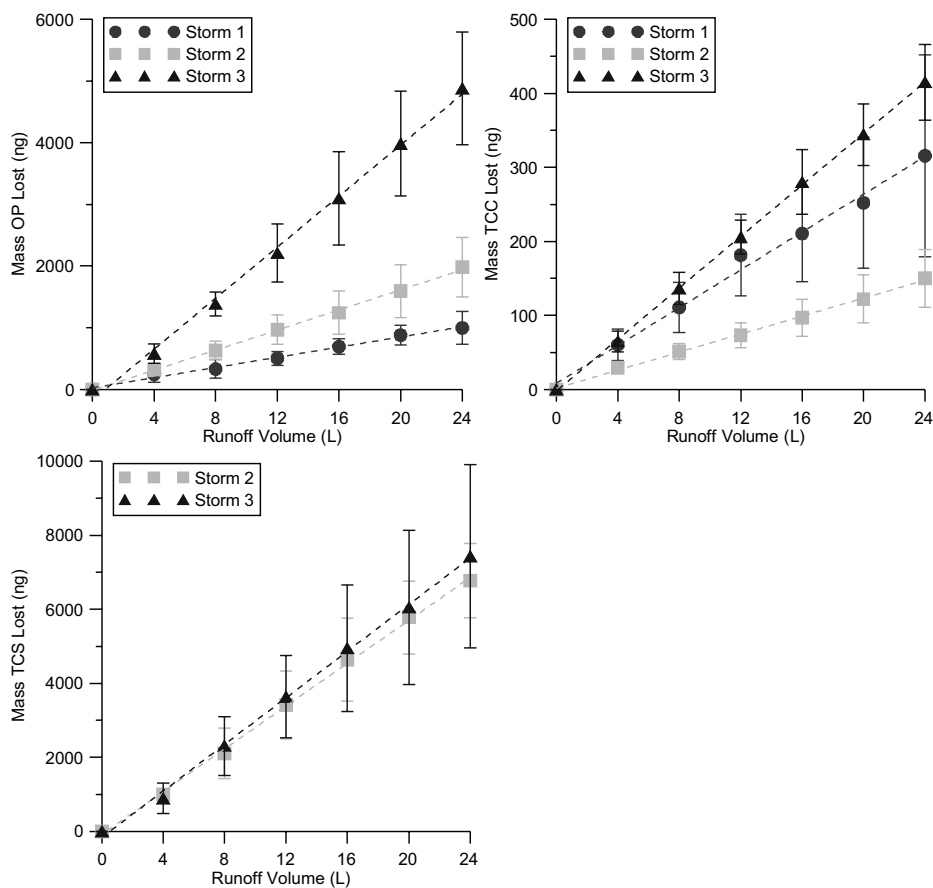 Storm 1
Storm 2
Storm 3
6000
4000
2000
0
Mass OP Lost (ng)
0 4 8 12 16 20 24
Runoff Volume (L)
Storm 1
Storm 2
Storm 3
500
400
300
200
100
0
Mass TCC Lost (ng)
0 4 8 12 16 20 24
Runoff Volume (L)
Storm 2
Storm 3
10000
8000
6000
4000
2000
0
Mass TCS Lost (ng)
0 4 8 12 16 20 24
Runoff Volume (L)